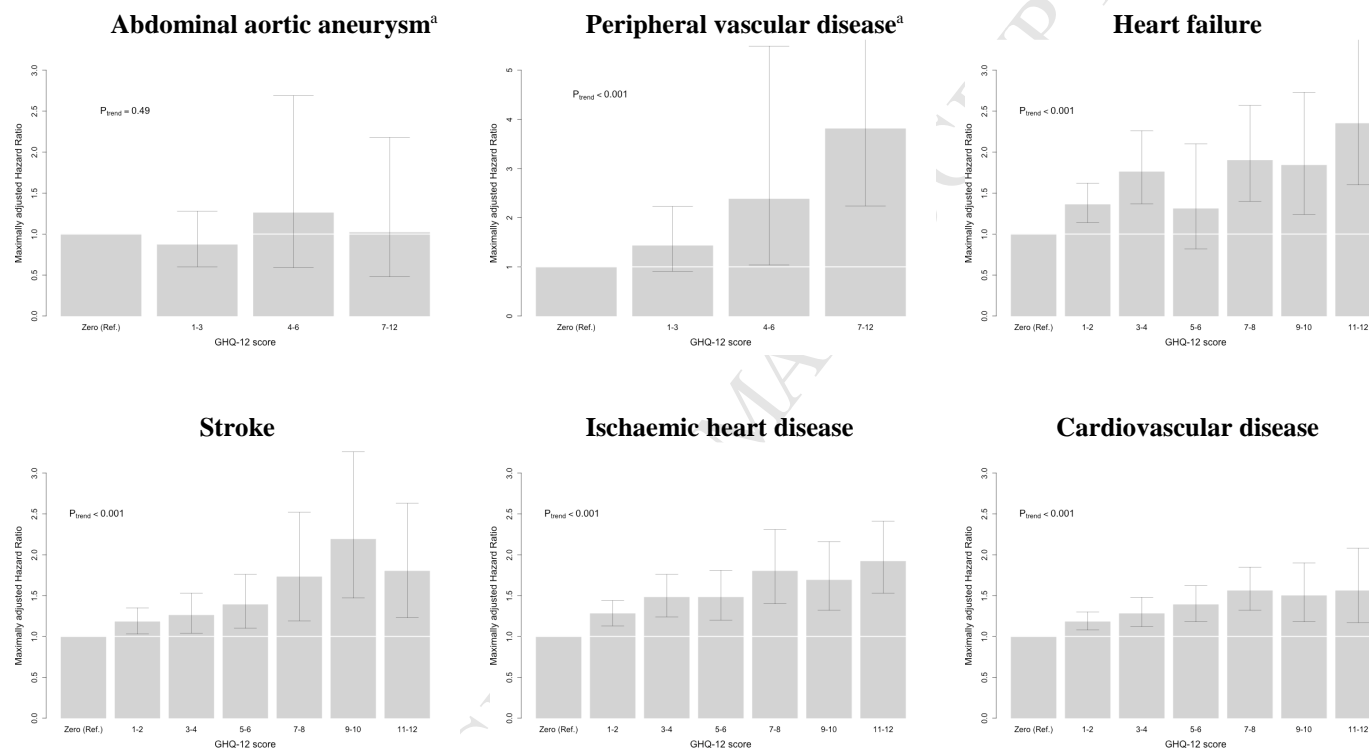 Abdominal aortic aneurysmᵃ
Maximally adjusted Hazard Ratio
3.0
2.5
2.0
1.5
1.0
0.5
0.0
Ptrend = 0.49
Zero (Ref.) 1-3 4-6 7-12
GHQ-12 score
Peripheral vascular diseaseᵃ
Maximally adjusted Hazard Ratio
5
4
3
2
1
0
Ptrend < 0.001
Zero (Ref.) 1-3 4-6 7-12
GHQ-12 score
Heart failure
Maximally adjusted Hazard Ratio
3.0
2.5
2.0
1.5
1.0
0.5
0.0
Ptrend < 0.001
Zero (Ref.) 1-2 3-4 5-6 7-8 9-10 11-12
GHQ-12 score
Stroke
Maximally adjusted Hazard Ratio
3.0
2.5
2.0
1.5
1.0
0.5
0.0
Ptrend < 0.001
Zero (Ref.) 1-2 3-4 5-6 7-8 9-10 11-12
GHQ-12 score
Ischaemic heart disease
Maximally adjusted Hazard Ratio
3.0
2.5
2.0
1.5
1.0
0.5
0.0
Ptrend < 0.001
Zero (Ref.) 1-2 3-4 5-6 7-8 9-10 11-12
GHQ-12 score
Cardiovascular disease
Maximally adjusted Hazard Ratio
3.0
2.5
2.0
1.5
1.0
0.5
0.0
Ptrend < 0.001
Zero (Ref.) 1-2 3-4 5-6 7-8 9-10 11-12
GHQ-12 score